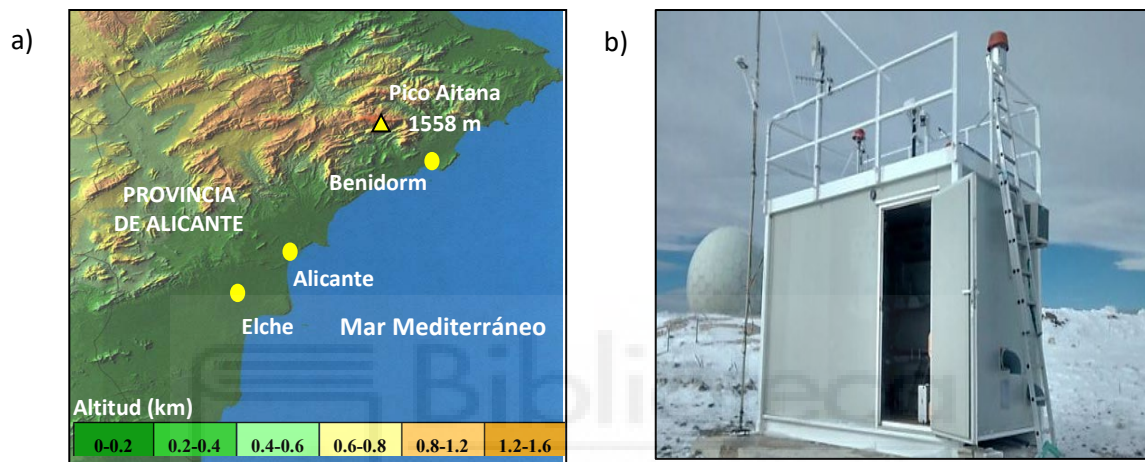 a)
Pico Aitana
1558 m
Benidorm
PROVINCIA
DE ALICANTE
Alicante
Elche
Mar Mediterráneo
Altitud (km)
0-0.2 0.2-0.4 0.4-0.6 0.6-0.8 0.8-1.2 1.2-1.6
b)
Biblioteca